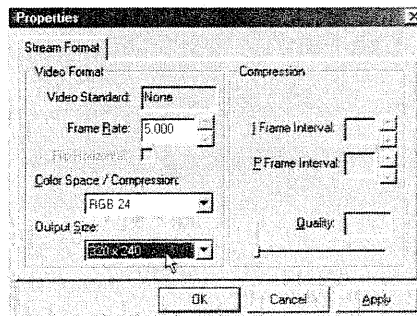 Properties
Stream Format
Video Format
Video Standard: None
Frame Rate: 5.000
Flip Horizontal:
Color Space / Compression:
RGB 24
Output Size:
320 x 240
Compression
I Frame Interval:
P Frame Interval:
Quality:
OK Cancel Apply